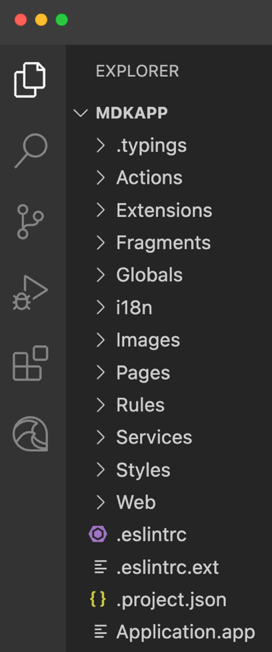 EXPLORER
MDKAPP
.typings
Actions
Extensions
Fragments
Globals
i18n
Images
Pages
Rules
Services
Styles
Web
.eslintrc
.eslintrc.ext
.project.json
Application.app